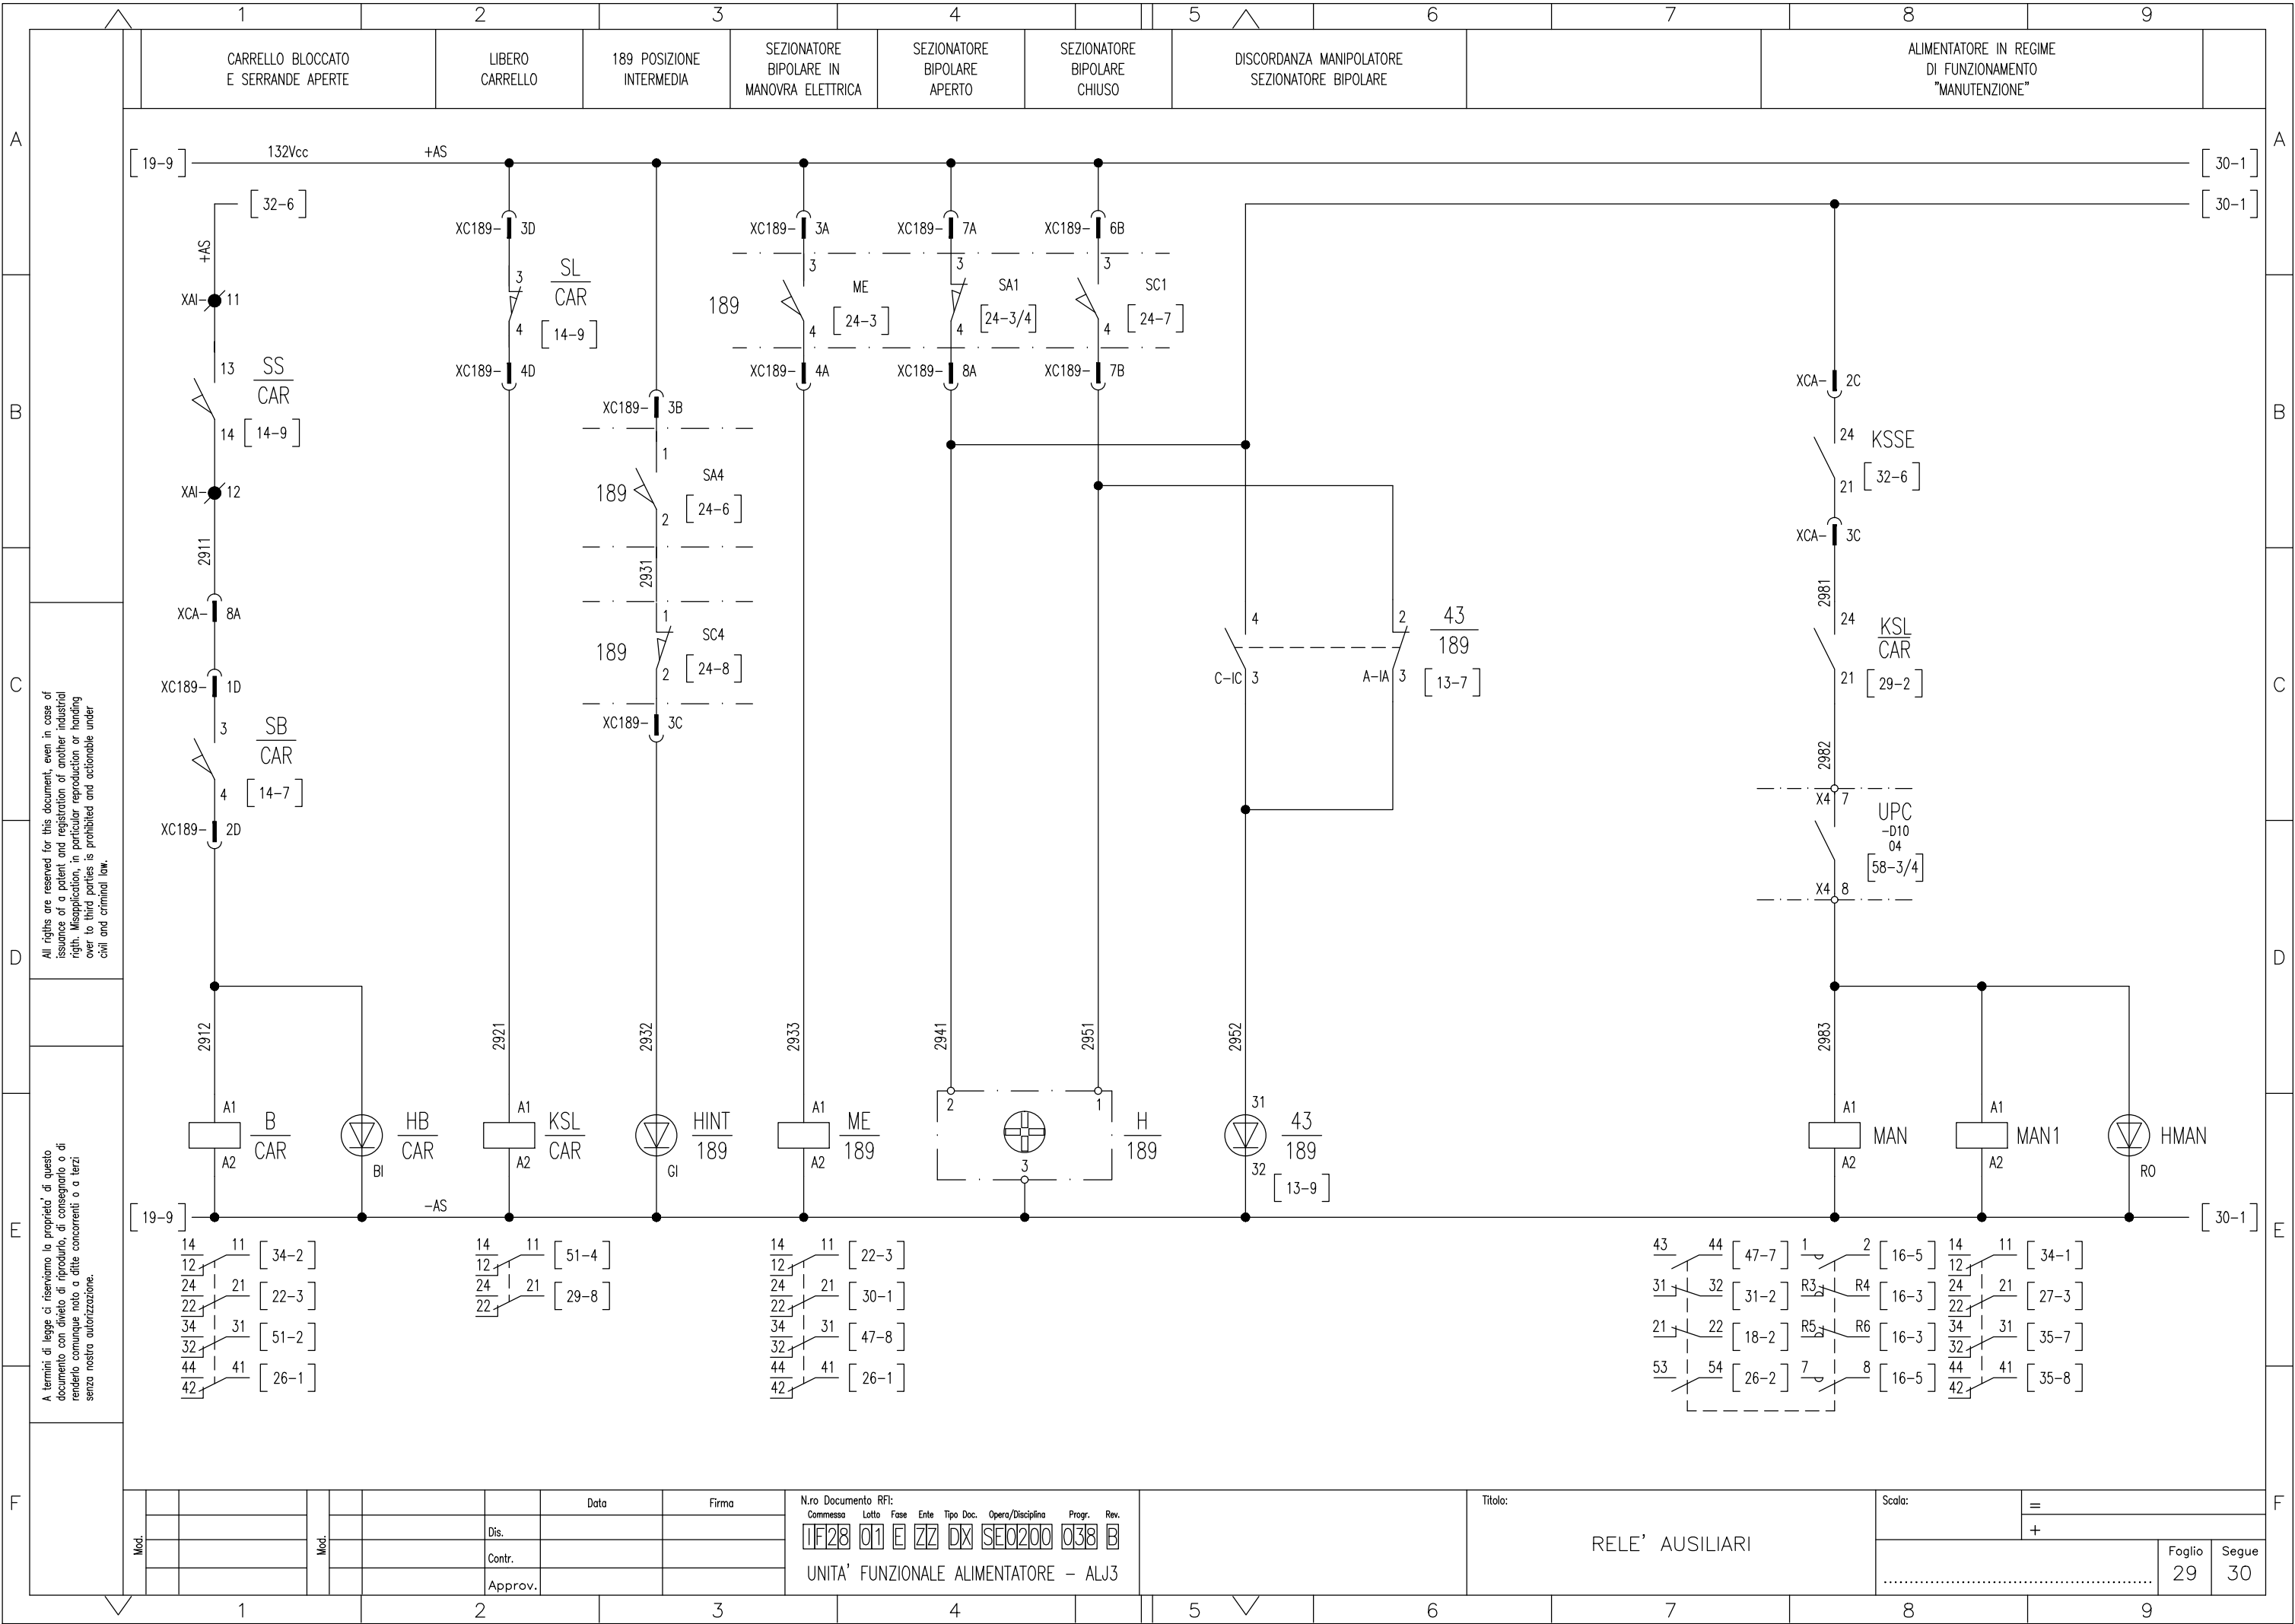 1 2 3 4 5 6 7 8 9
CARRELLO BLOCCATO
E SERRANDE APERTE
LIBERO
CARRELLO
189 POSIZIONE
INTERMEDIA
SEZIONATORE
BIPOLARE IN
MANOVRA ELETTRICA
SEZIONATORE
BIPOLARE
APERTO
SEZIONATORE
BIPOLARE
CHIUSO
DISCORDANZA MANIPOLATORE
SEZIONATORE BIPOLARE
ALIMENTATORE IN REGIME
DI FUNZIONAMENTO
"MANUTENZIONE"
A A
B B
C C
D D
E E
F F
[19-9] 132Vcc +AS [30-1]
[30-1]
[32-6]
+AS
XAI- 11
13 SS
CAR
14 [14-9]
XAI- 12
2911
XCA- 8A
XC189- 1D
3 SB
CAR
4 [14-7]
XC189- 2D
2912
A1
B
CAR
A2
HB
CAR
BI
XC189- 3D
3 SL
CAR
4 [14-9]
XC189- 4D
2921
A1
KSL
CAR
A2
XC189- 3B
1
189 SA4
2 [24-6]
2931
1
189 SC4
2 [24-8]
XC189- 3C
2932
HINT
189
GI
XC189- 3A
3
189 ME
4 [24-3]
XC189- 4A
2933
A1
ME
189
A2
XC189- 7A
3
SA1
4 [24-3/4]
XC189- 8A
2941
2
XC189- 6B
3
SC1
4 [24-7]
XC189- 7B
2951
1
3
H
189
4
C-IC 3
2
A-IA 3
43
189
[13-7]
2952
31
43
189
32
[13-9]
XCA- 2C
24 KSSE
21 [32-6]
XCA- 3C
2981
24 KSL
CAR
21 [29-2]
2982
X4 7
UPC
-D10
04
[58-3/4]
X4 8
2983
A1
MAN
A2
A1
MAN1
A2
HMAN
RO
[19-9] -AS [30-1]
14 11 [34-2]
12
24 21 [22-3]
22
34 31 [51-2]
32
44 41 [26-1]
42
14 11 [51-4]
12
24 21 [29-8]
22
14 11 [22-3]
12
24 21 [30-1]
22
34 31 [47-8]
32
44 41 [26-1]
42
43 44 [47-7]
31 32 [31-2]
21 22 [18-2]
53 54 [26-2]
1 2 [16-5]
R3 R4 [16-3]
R5 R6 [16-3]
7 8 [16-5]
14 11 [34-1]
12
24 21 [27-3]
22
34 31 [35-7]
32
44 41 [35-8]
42
All rigths are reserved for this document, even in case of
issuance of a patent and registration of another industrial
rigth. Misapplication, in particular reproduction or handing
over to third parties is prohibited and actionable under
civil and criminal law.
A termini di legge ci riserviamo la proprieta' di questo
documento con divieto di riprodurlo, di consegnarlo o di
renderlo comunque noto a ditte concorrenti o a terzi
senza nostra autorizzazione.
Mod.
Mod.
Data Firma
Dis.
Contr.
Approv.
N.ro Documento RFI:
Commessa Lotto Fase Ente Tipo Doc. Opera/Disciplina Progr. Rev.
IF28 01 E ZZ DX SE0200 038 B
UNITA' FUNZIONALE ALIMENTATORE - ALJ3
Titolo:
RELE' AUSILIARI
Scala:
=
+
Foglio
29
Segue
30
1 2 3 4 5 6 7 8 9